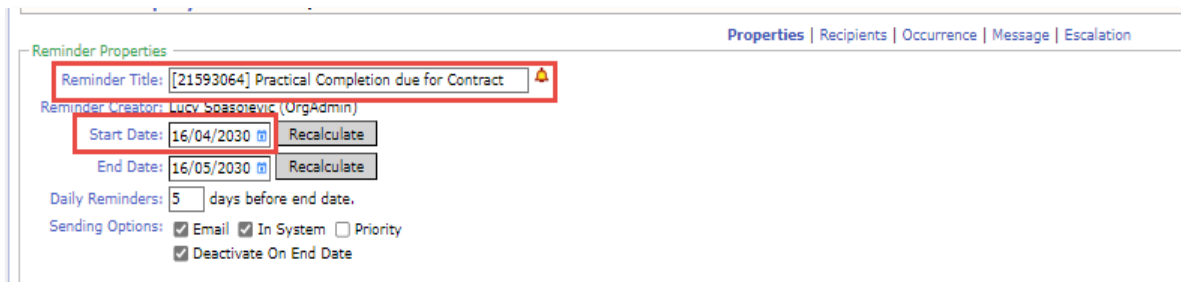 Properties | Recipients | Occurrence | Message | Escalation
Reminder Properties
Reminder Title: [21593064] Practical Completion due for Contract
Reminder Creator: Lucy Spasojevic (OrgAdmin)
Start Date: 16/04/2030 Recalculate
End Date: 16/05/2030 Recalculate
Daily Reminders: 5 days before end date.
Sending Options: Email In System Priority
Deactivate On End Date